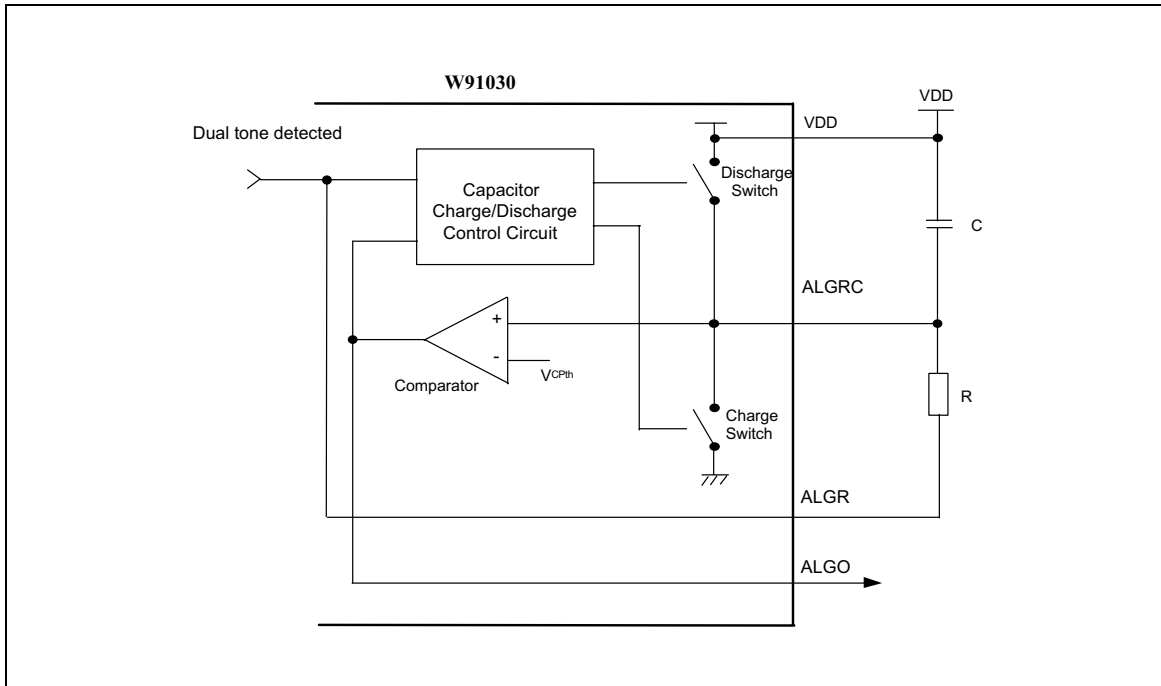 W91030
VDD
VDD
Dual tone detected
Capacitor
Charge/Discharge
Control Circuit
Discharge
Switch
C
ALGRC
+
-
VCPth
Comparator
Charge
Switch
R
ALGR
ALGO